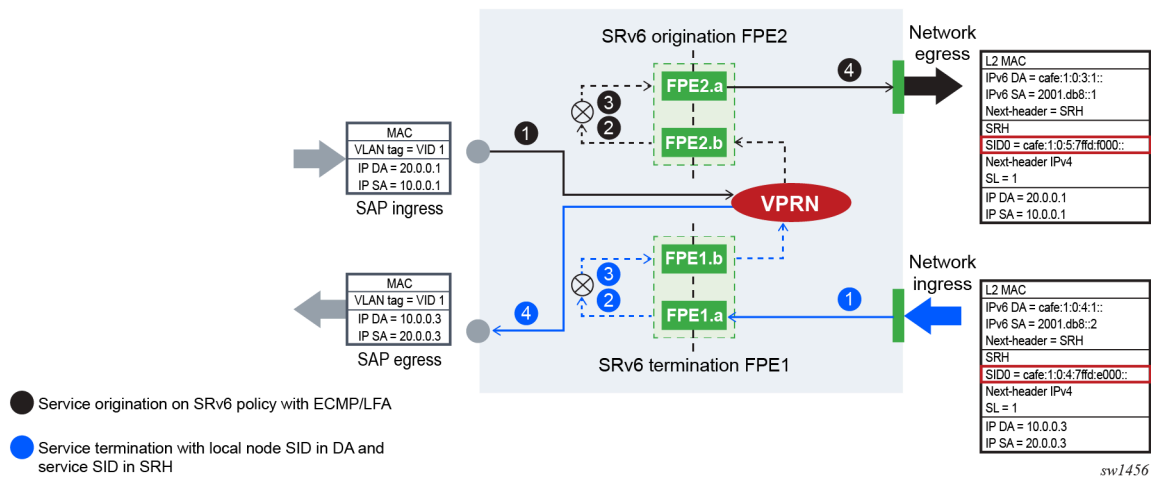 SRv6 origination FPE2
Network
egress
FPE2.a
4
3
2
FPE2.b
1
VPRN
MAC
VLAN tag = VID 1
IP DA = 20.0.0.1
IP SA = 10.0.0.1
SAP ingress
L2 MAC
IPv6 DA = cafe:1:0:3:1::
IPv6 SA = 2001.db8::1
Next-header = SRH
SRH
SID0 = cafe:1:0:5:7ffd:f000::
Next-header IPv4
SL = 1
IP DA = 20.0.0.1
IP SA = 10.0.0.1
MAC
VLAN tag = VID 1
IP DA = 10.0.0.3
IP SA = 20.0.0.3
SAP egress
FPE1.b
3
2
4
FPE1.a
1
SRv6 termination FPE1
Network
ingress
L2 MAC
IPv6 DA = cafe:1:0:4:1::
IPv6 SA = 2001.db8::2
Next-header = SRH
SRH
SID0 = cafe:1:0:4:7ffd:e000::
Next-header IPv4
SL = 1
IP DA = 10.0.0.3
IP SA = 20.0.0.3
Service origination on SRv6 policy with ECMP/LFA
Service termination with local node SID in DA and
service SID in SRH
sw1456